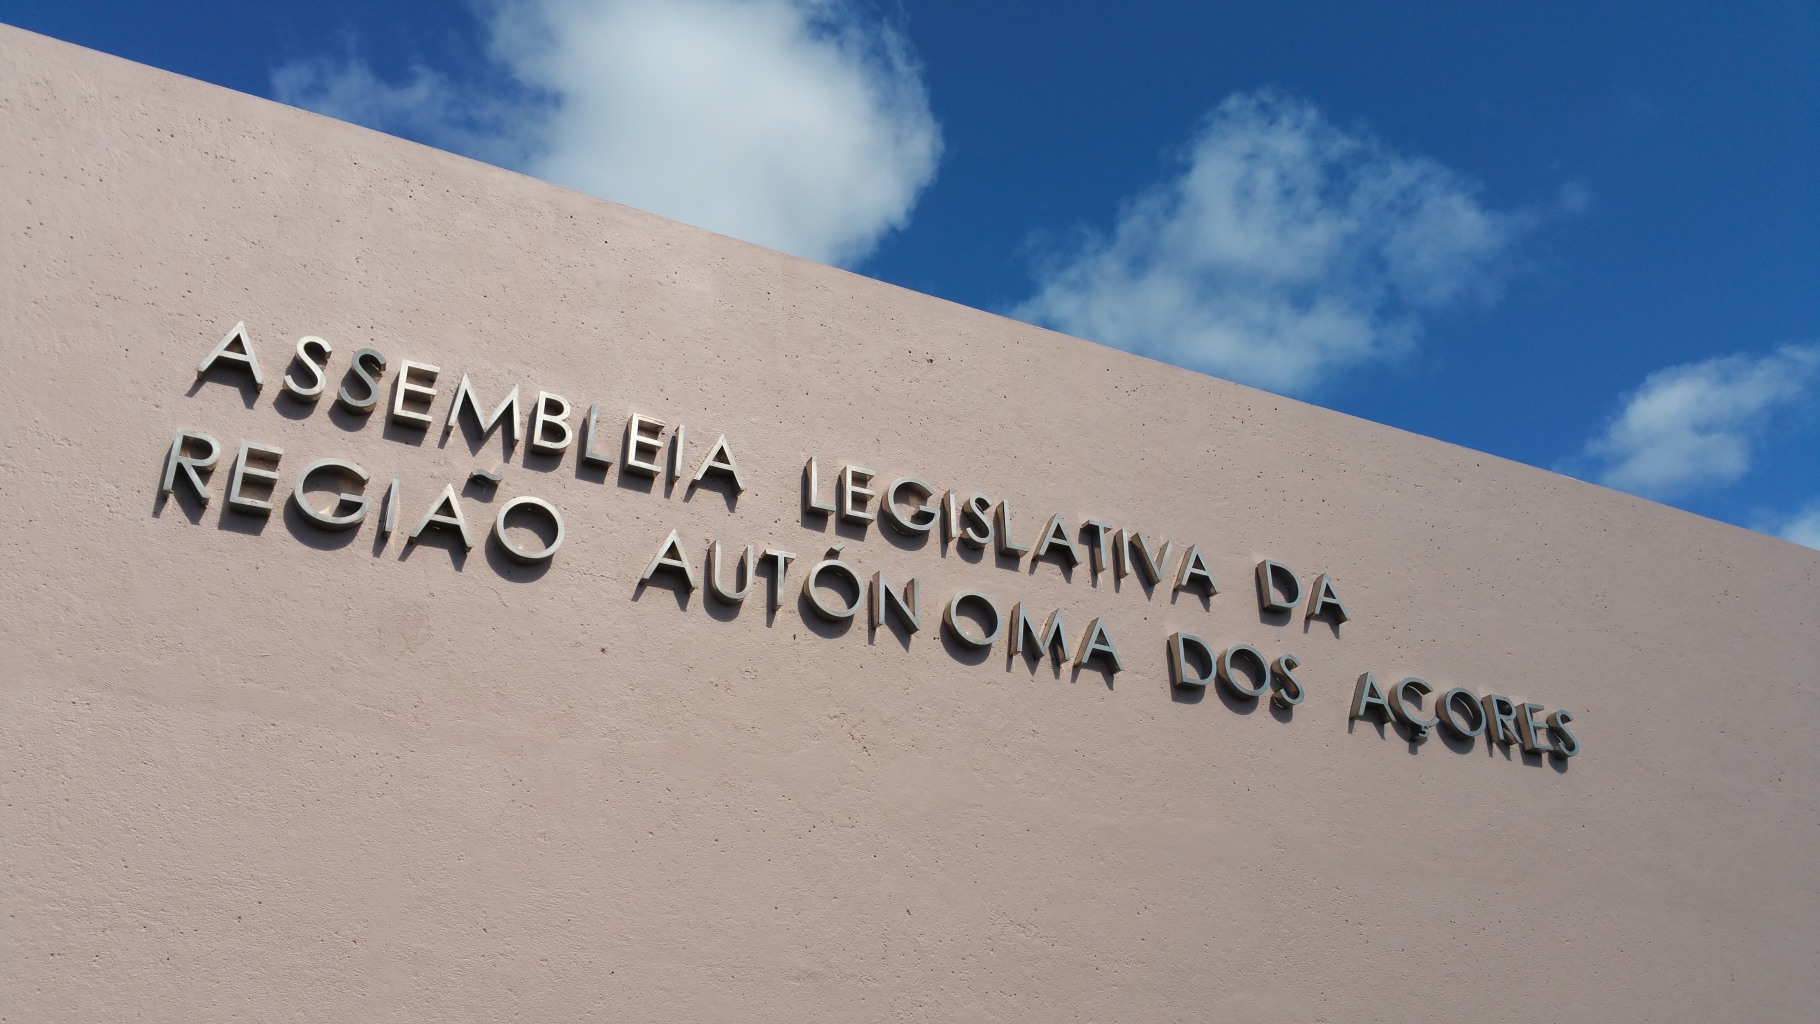 ASSEMBLEIA LEGISLATIVA DA
REGIÃO AUTÓNOMA DOS AÇORES